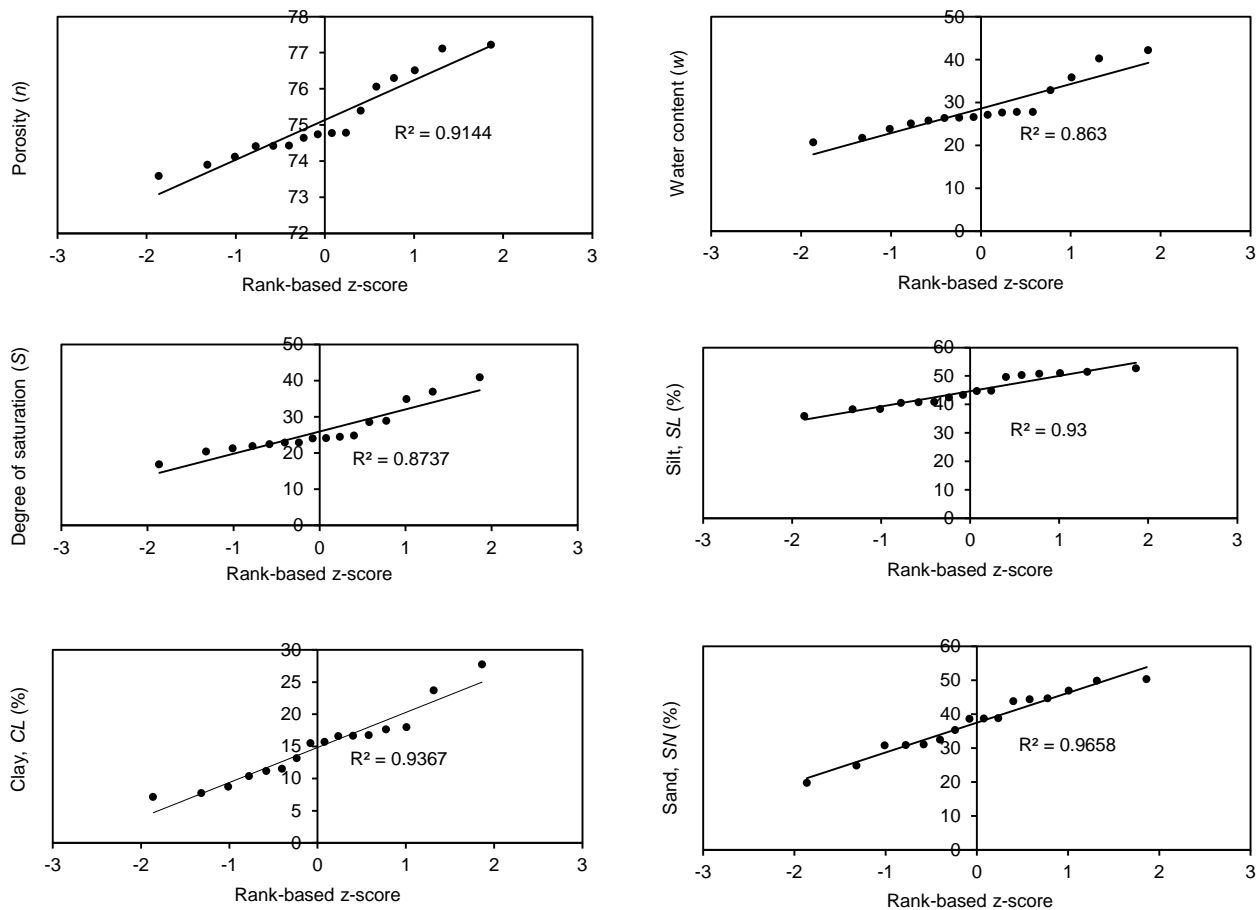 78
77
76
75
74
73
72
-3 -2 -1 0 1 2 3
Porosity (n)
Rank-based z-score
R² = 0.9144
50
40
30
20
10
0
-3 -2 -1 0 1 2 3
Water content (w)
Rank-based z-score
R² = 0.863
50
40
30
20
10
0
-3 -2 -1 0 1 2 3
Degree of saturation (S)
Rank-based z-score
R² = 0.8737
60
50
40
30
20
10
0
-3 -2 -1 0 1 2 3
Silt, SL (%)
Rank-based z-score
R² = 0.93
30
25
20
15
10
5
0
-3 -2 -1 0 1 2 3
Clay, CL (%)
Rank-based z-score
R² = 0.9367
60
50
40
30
20
10
0
-3 -2 -1 0 1 2 3
Sand, SN (%)
Rank-based z-score
R² = 0.9658